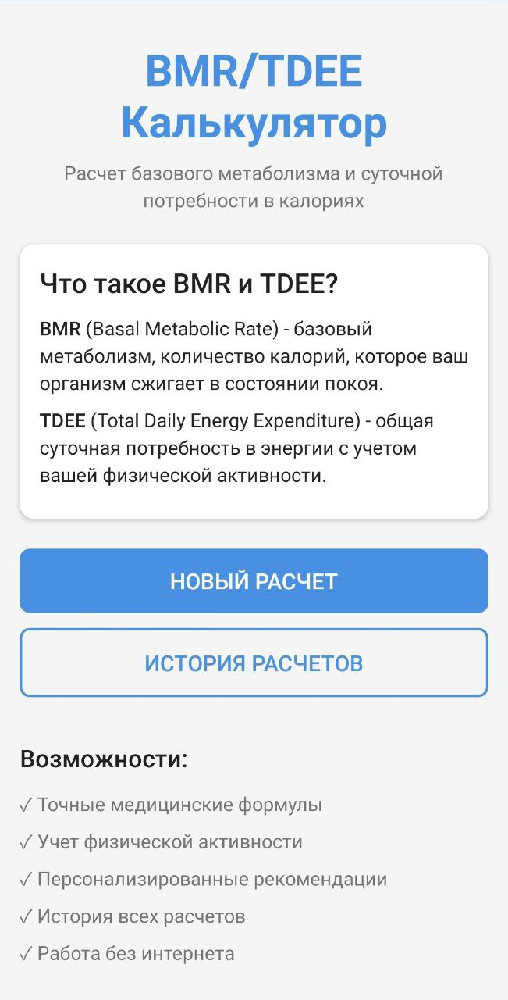 BMR/TDEE
Калькулятор
Расчет базового метаболизма и суточной
потребности в калориях
Что такое BMR и TDEE?
BMR (Basal Metabolic Rate) - базовый
метаболизм, количество калорий, которое ваш
организм сжигает в состоянии покоя.
TDEE (Total Daily Energy Expenditure) - общая
суточная потребность в энергии с учетом
вашей физической активности.
НОВЫЙ РАСЧЕТ
ИСТОРИЯ РАСЧЕТОВ
Возможности:
✓ Точные медицинские формулы
✓ Учет физической активности
✓ Персонализированные рекомендации
✓ История всех расчетов
✓ Работа без интернета